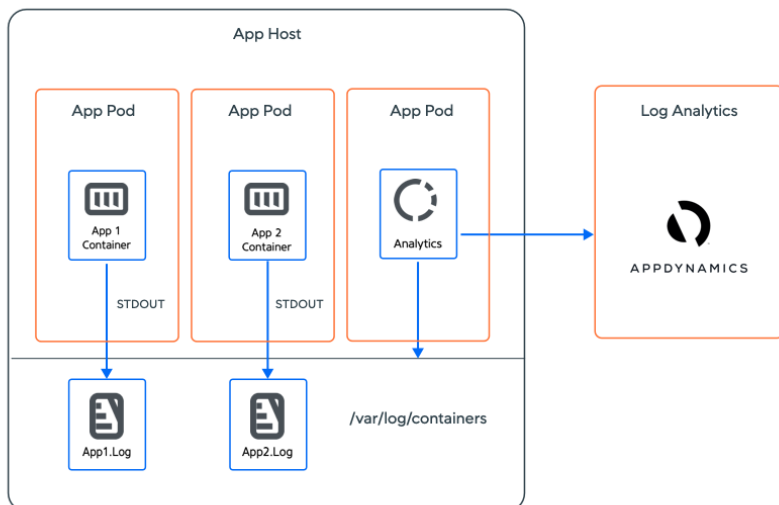 App Host
App Pod
App Pod
App Pod
Log Analytics
App 1
Container
App 2
Container
Analytics
APPDYNAMICS
STDOUT
STDOUT
App1.Log
App2.Log
/var/log/containers